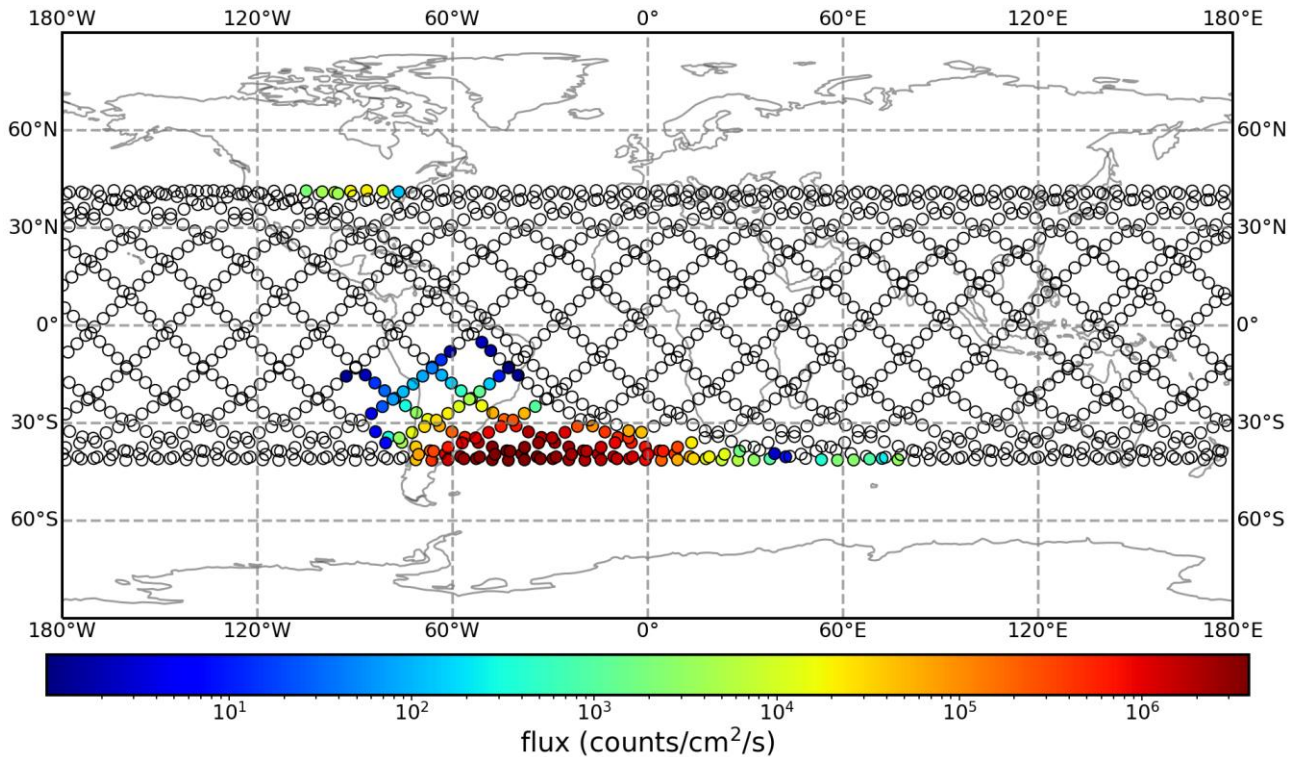 180°W 120°W 60°W 0° 60°E 120°E 180°E
60°N 60°N
30°N 30°N
0° 0°
30°S 30°S
60°S 60°S
180°W 120°W 60°W 0 60°E 120°E 180°E
10¹ 10² 10³ 10⁴ 10⁵ 10⁶
flux (counts/cm²/s)